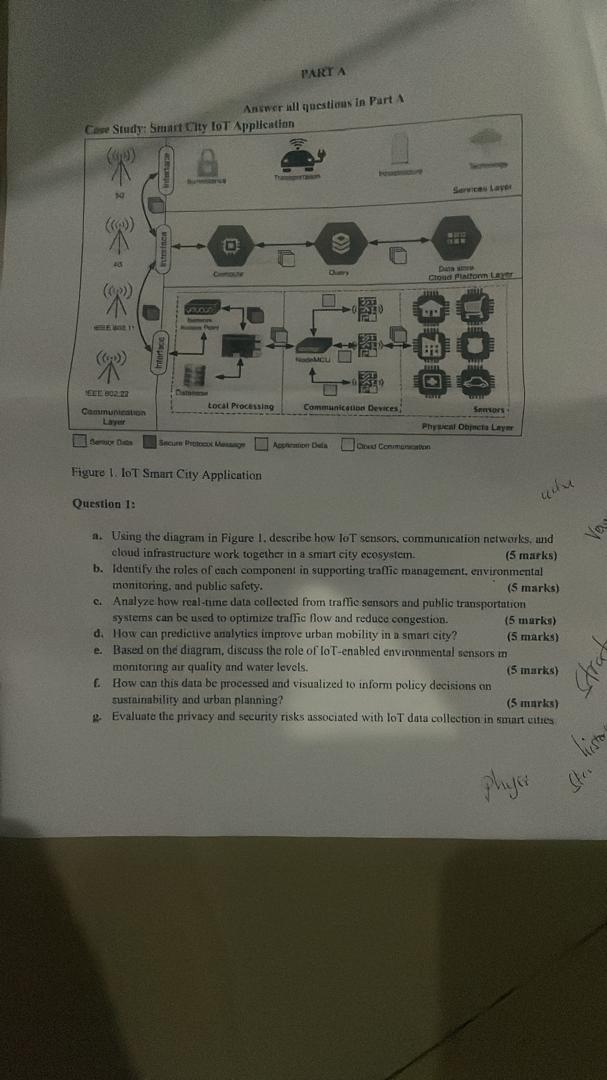 PART A
Answer all questions in Part A
Case Study: Smart City IoT Application
Interface
Surveillance
Transportation
Infrastructure
Technology
5G
Services Layer
Interface
4G
Compute
Query
Data store
Cloud Platform Layer
IEEE 802.11
Network
Access Point
Interface
NodeMCU
IEEE 802.22
Database
Communication
Layer
Local Processing
Communication Devices
Sensors
Physical Objects Layer
Sensor Data
Secure Protocol Message
Application Data
Cloud Communication
Figure 1. IoT Smart City Application
Question 1:
a. Using the diagram in Figure 1, describe how IoT sensors, communication networks, and
cloud infrastructure work together in a smart city ecosystem. (5 marks)
b. Identify the roles of each component in supporting traffic management, environmental
monitoring, and public safety. (5 marks)
c. Analyze how real-time data collected from traffic sensors and public transportation
systems can be used to optimize traffic flow and reduce congestion. (5 marks)
d. How can predictive analytics improve urban mobility in a smart city? (5 marks)
e. Based on the diagram, discuss the role of IoT-enabled environmental sensors in
monitoring air quality and water levels. (5 marks)
f. How can this data be processed and visualized to inform policy decisions on
sustainability and urban planning? (5 marks)
g. Evaluate the privacy and security risks associated with IoT data collection in smart cities